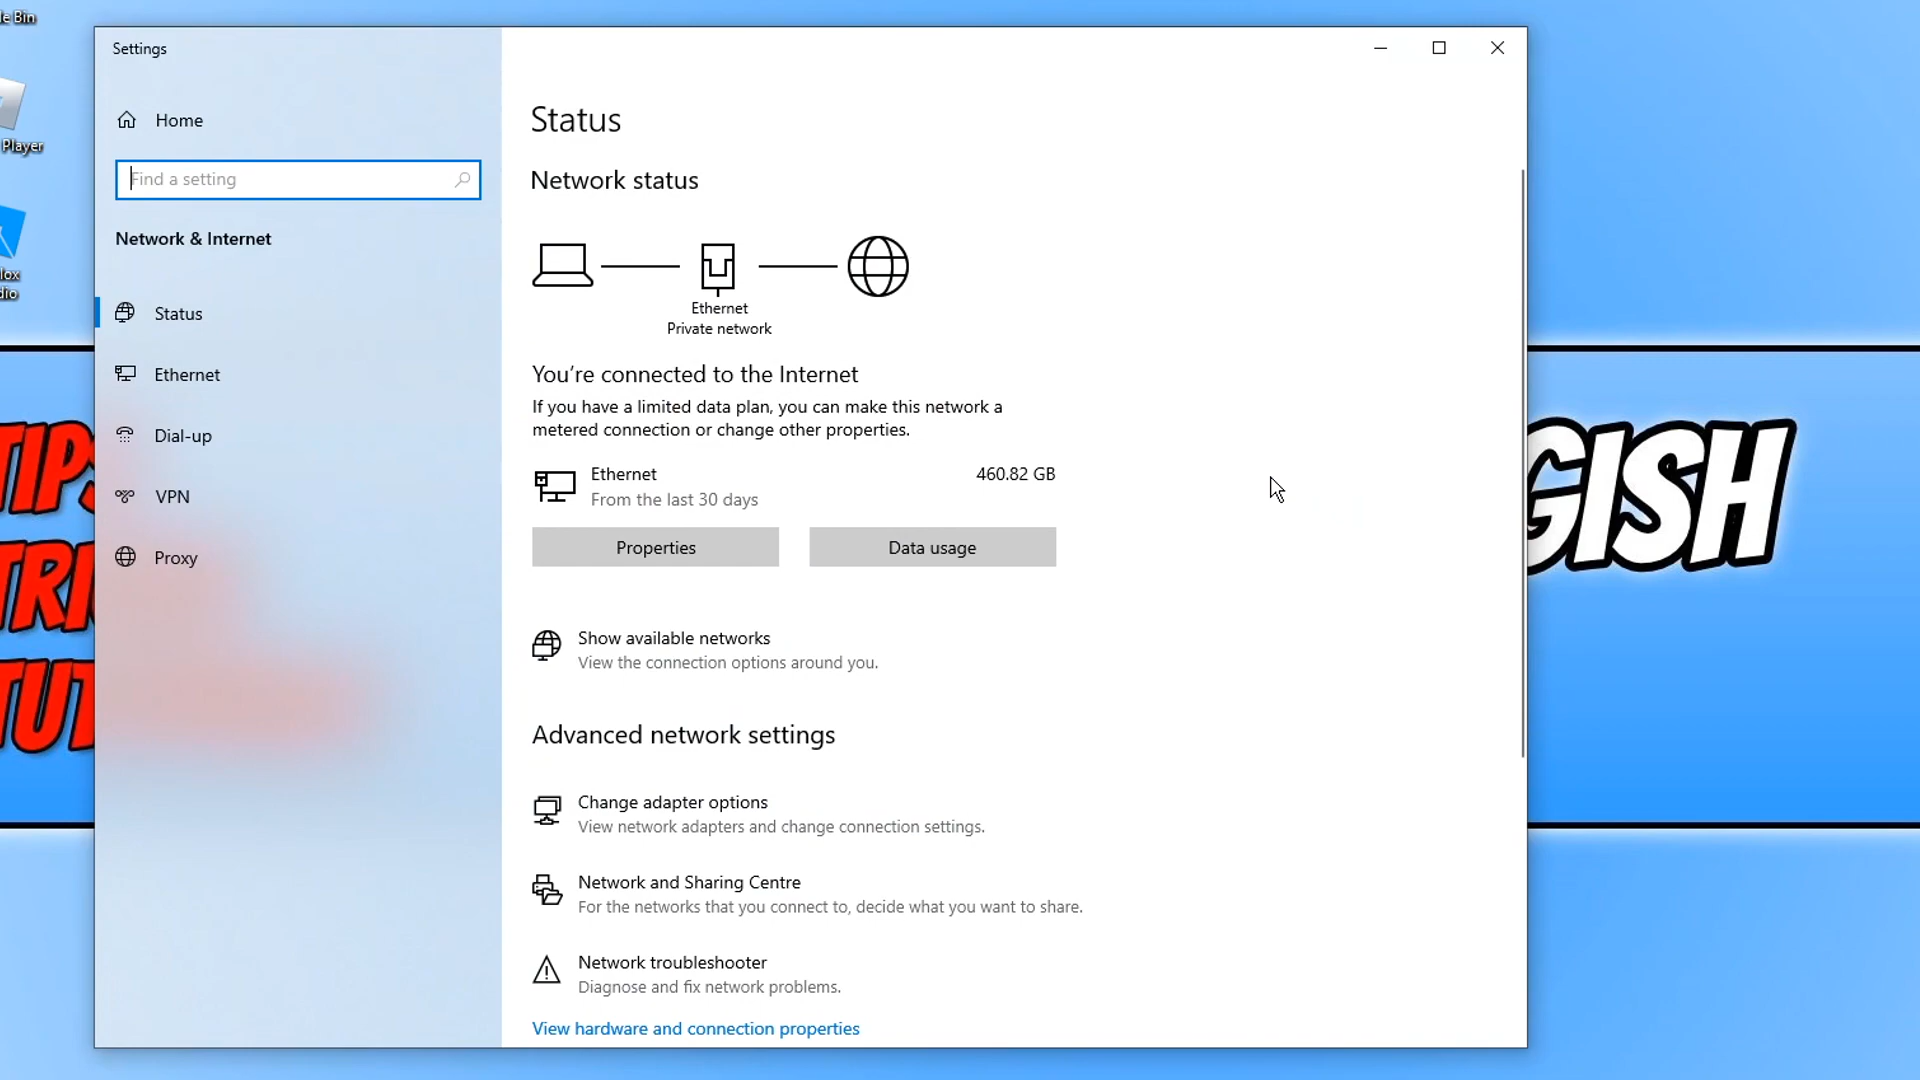 le Bin
Player
lox
dio
TIPS
TRI
TUT
GISH
Settings
Home
Find a setting
Network & Internet
Status
Ethernet
Dial-up
VPN
Proxy
Status
Network status
Ethernet
Private network
You're connected to the Internet
If you have a limited data plan, you can make this network a
metered connection or change other properties.
Ethernet 460.82 GB
From the last 30 days
Properties Data usage
Show available networks
View the connection options around you.
Advanced network settings
Change adapter options
View network adapters and change connection settings.
Network and Sharing Centre
For the networks that you connect to, decide what you want to share.
Network troubleshooter
Diagnose and fix network problems.
View hardware and connection properties